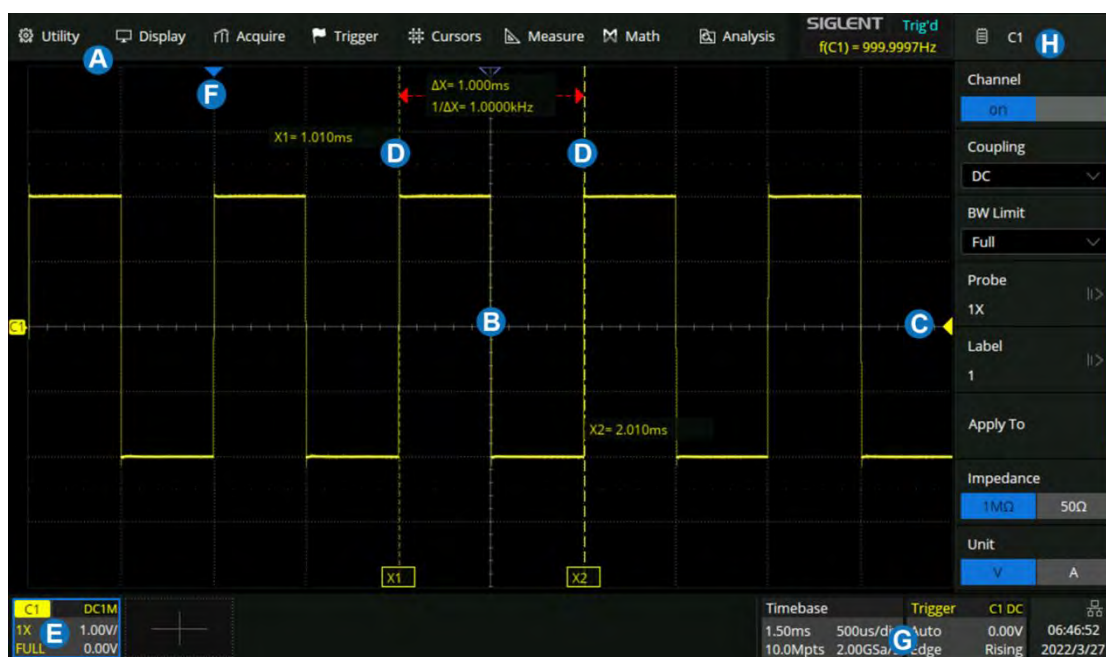 Utility Display Acquire Trigger Cursors Measure Math Analysis
SIGLENT Trig'd
f(C1) = 999.9997Hz
C1 H
A
F
ΔX= 1.000ms
1/ΔX= 1.0000kHz
X1= 1.010ms
D D
B
C
C1
X2= 2.010ms
X1 X2
Channel
on
Coupling
DC
BW Limit
Full
Probe
1X
Label
1
Apply To
Impedance
1MΩ 50Ω
Unit
V A
C1 DC1M
1X E 1.00V/
FULL 0.00V
Timebase
1.50ms 500us/di
10.0Mpts 2.00GSa/
G
Trigger C1 DC
Auto 0.00V
Edge Rising
06:46:52
2022/3/27